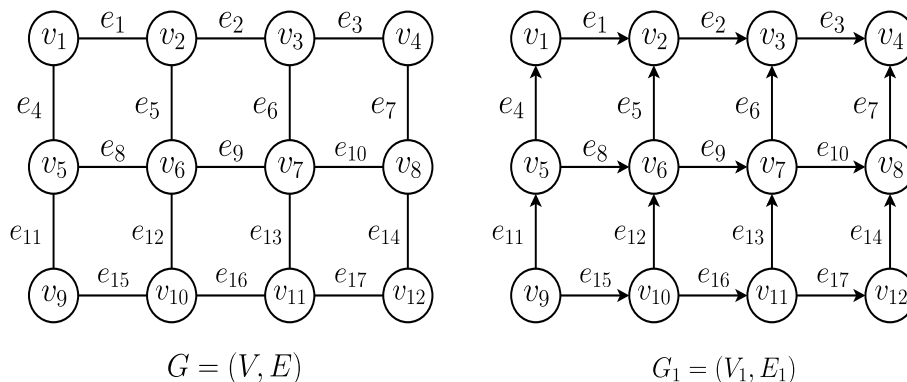 e₁ e₂ e₃ e₁ e₂ e₃
v₁ v₂ v₃ v₄ v₁ v₂ v₃ v₄
e₄ e₅ e₆ e₇ e₄ e₅ e₆ e₇
e₈ e₉ e₁₀ e₈ e₉ e₁₀
v₅ v₆ v₇ v₈ v₅ v₆ v₇ v₈
e₁₁ e₁₂ e₁₃ e₁₄ e₁₁ e₁₂ e₁₃ e₁₄
e₁₅ e₁₆ e₁₇ e₁₅ e₁₆ e₁₇
v₉ v₁₀ v₁₁ v₁₂ v₉ v₁₀ v₁₁ v₁₂
G = (V, E) G₁ = (V₁, E₁)